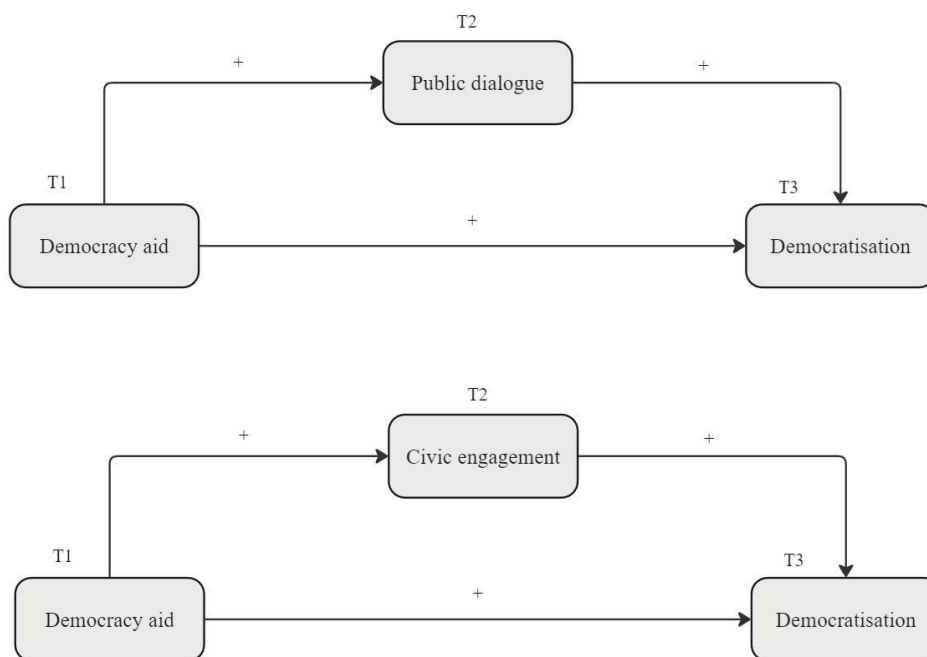 T2
+
Public dialogue
+
T1
T3
Democracy aid
+
Democratisation
T2
+
Civic engagement
+
T1
T3
Democracy aid
+
Democratisation